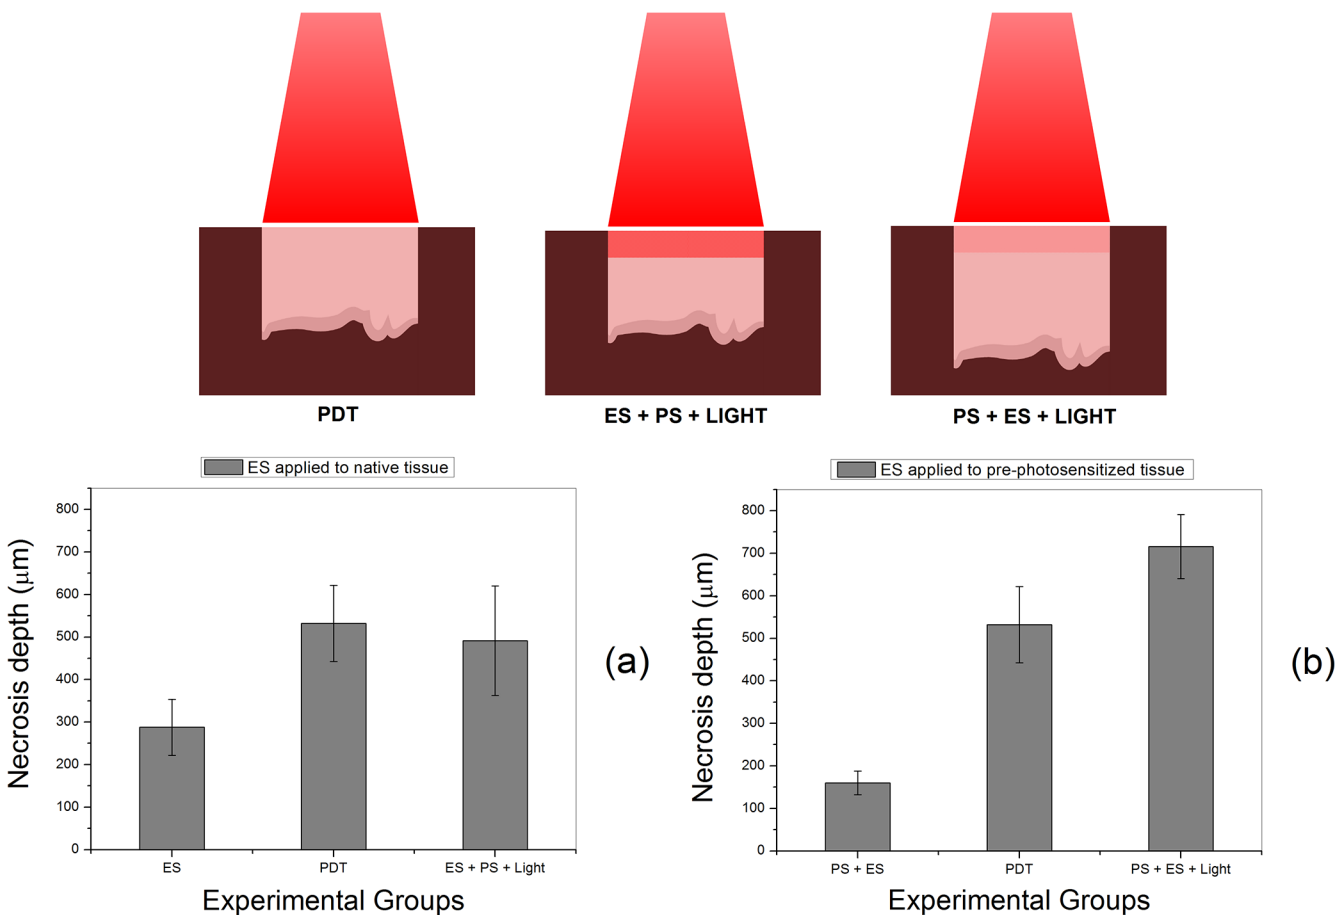 PDT
ES + PS + LIGHT
PS + ES + LIGHT
ES applied to native tissue
Necrosis depth (μm)
800
700
600
500
400
300
200
100
0
ES
PDT
ES + PS + Light
Experimental Groups
(a)
ES applied to pre-photosensitized tissue
Necrosis depth (μm)
800
700
600
500
400
300
200
100
0
PS + ES
PDT
PS + ES + Light
Experimental Groups
(b)